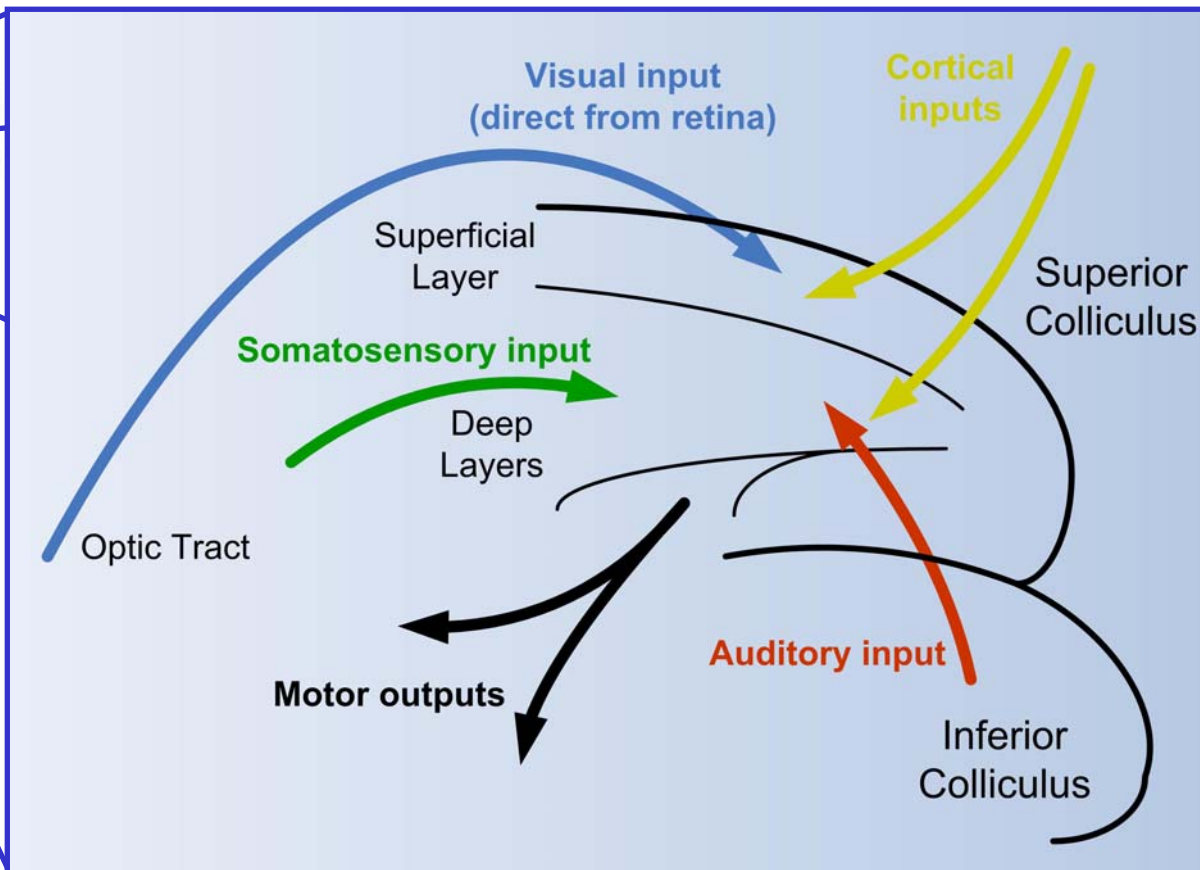 Visual input
(direct from retina)
Cortical
inputs
Superficial
Layer
Superior
Colliculus
Somatosensory input
Deep
Layers
Optic Tract
Auditory input
Motor outputs
Inferior
Colliculus